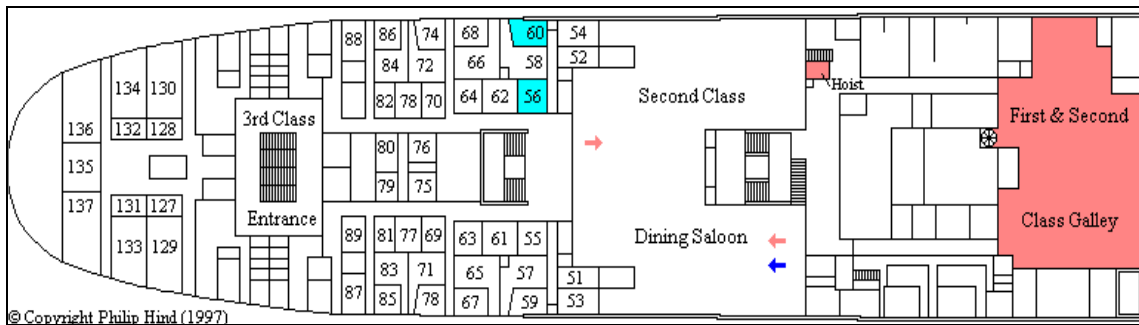 88 86 74 68 60 54
134 130 84 72 66 58 52
82 78 70 64 62 56 Second Class Hoist
136 132 128 3rd Class First & Second
80 76
135 79 75
137 131 127 Entrance Class Galley
133 129 89 81 77 69 63 61 55 Dining Saloon
83 71 65 57 51
87 85 78 67 59 53
© Copyright Philip Hind (1997)